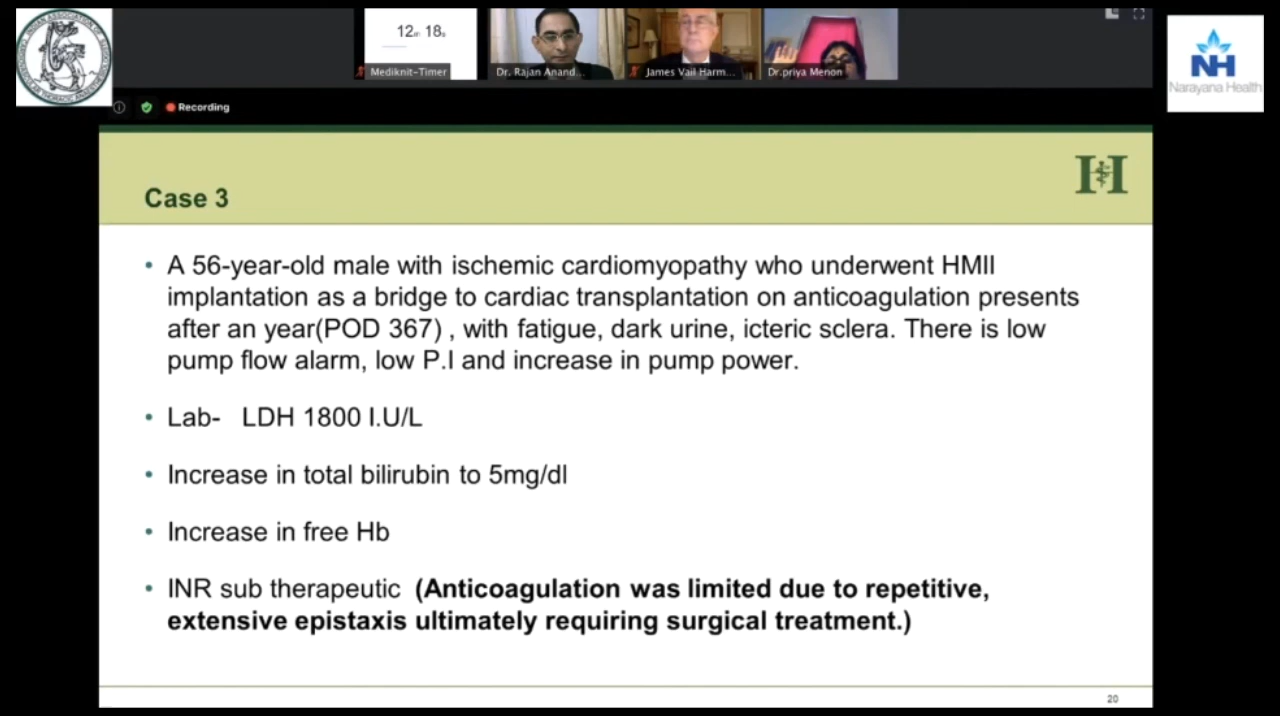 12m 18s
Mediknit-Timer
Dr. Rajan Anand...
James Vail Harm...
Dr.priya Menon
NH
Narayana Health
Recording
H
Case 3
• A 56-year-old male with ischemic cardiomyopathy who underwent HMII
implantation as a bridge to cardiac transplantation on anticoagulation presents
after an year(POD 367) , with fatigue, dark urine, icteric sclera. There is low
pump flow alarm, low P.I and increase in pump power.
• Lab- LDH 1800 I.U/L
• Increase in total bilirubin to 5mg/dl
• Increase in free Hb
• INR sub therapeutic (Anticoagulation was limited due to repetitive,
extensive epistaxis ultimately requiring surgical treatment.)
20